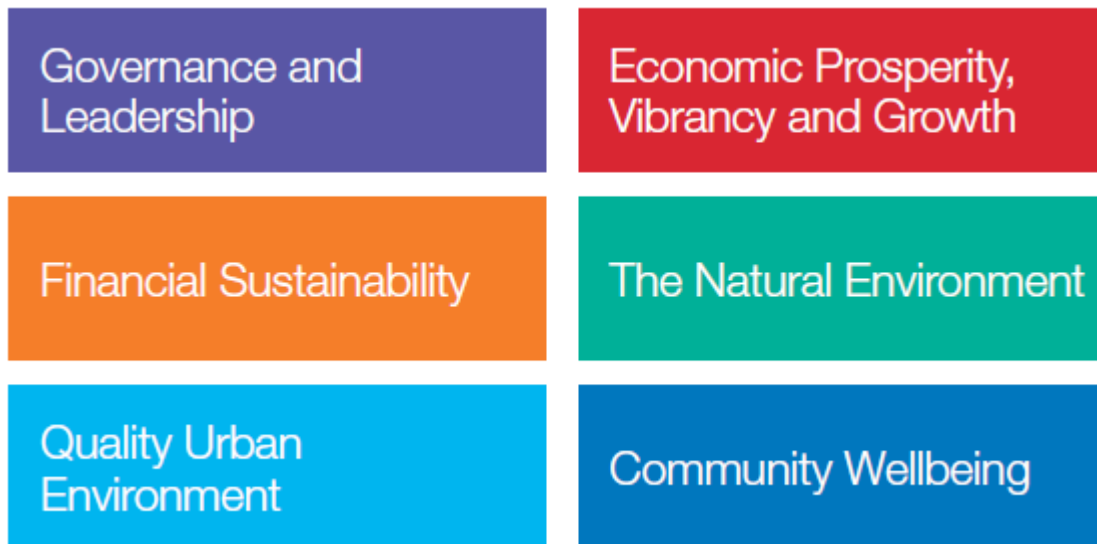 Governance and
Leadership
Economic Prosperity,
Vibrancy and Growth
Financial Sustainability
The Natural Environment
Quality Urban
Environment
Community Wellbeing